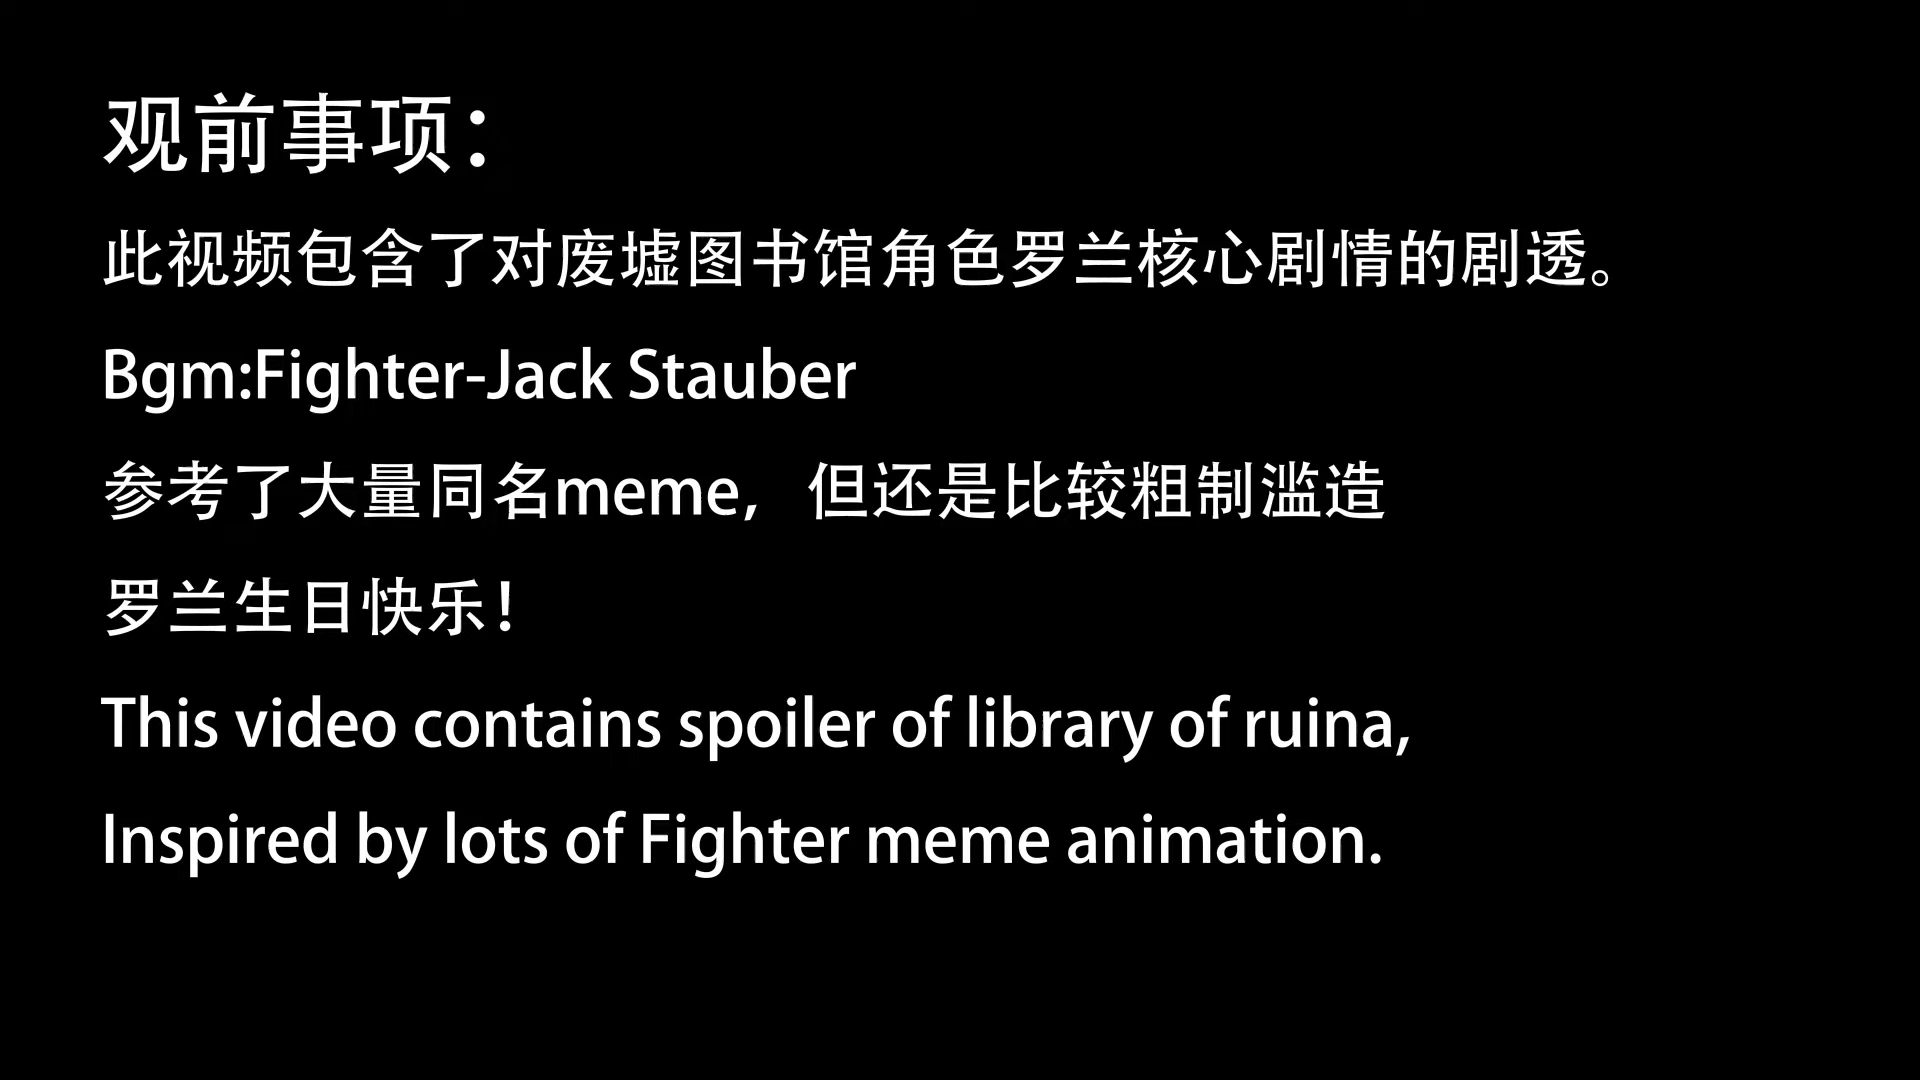 观前事项：
此视频包含了对废墟图书馆角色罗兰核心剧情的剧透。
Bgm:Fighter-Jack Stauber
参考了大量同名meme，但还是比较粗制滥造
罗兰生日快乐！
This video contains spoiler of library of ruina,
Inspired by lots of Fighter meme animation.